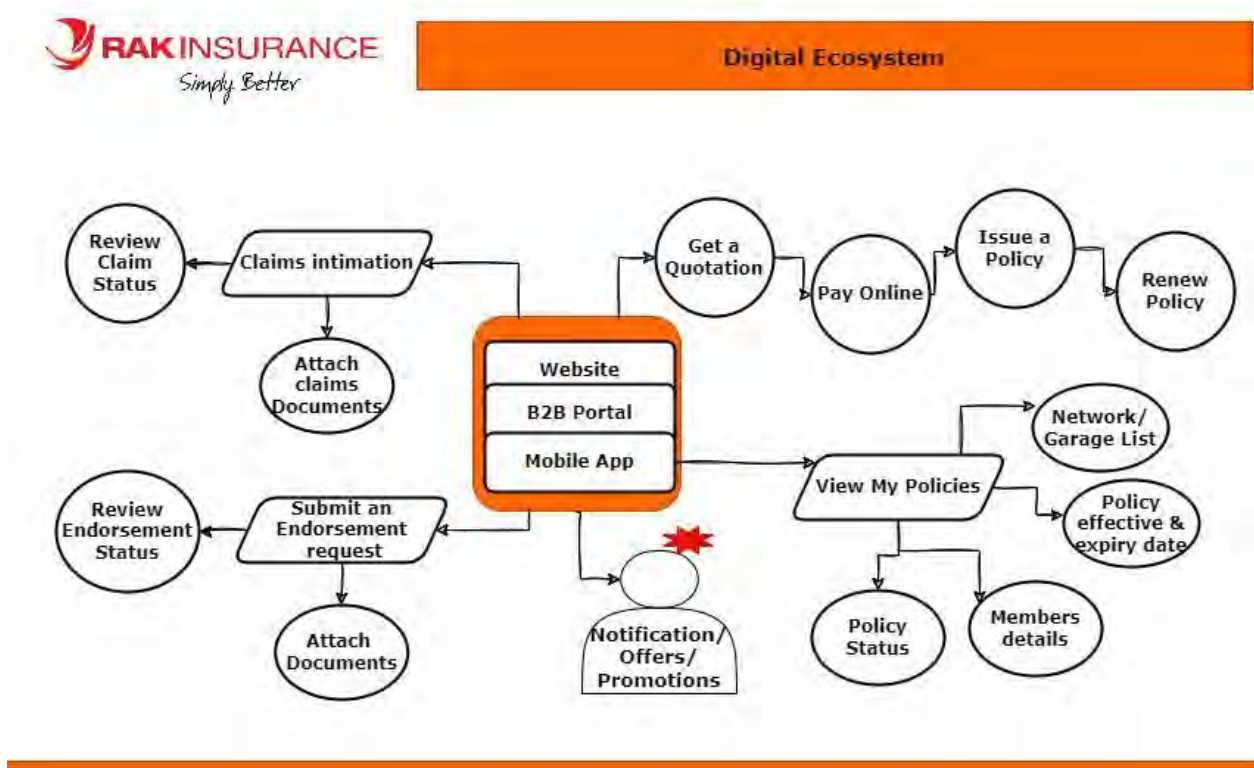 RAKINSURANCE
Simply Better
Digital Ecosystem
Review
Claim
Status
Claims intimation
Attach
claims
Documents
Get a
Quotation
Pay Online
Issue a
Policy
Renew
Policy
Website
B2B Portal
Mobile App
Network/
Garage List
View My Policies
Policy
effective &
expiry date
Policy
Status
Members
details
Review
Endorsement
Status
Submit an
Endorsement
request
Attach
Documents
Notification/
Offers/
Promotions